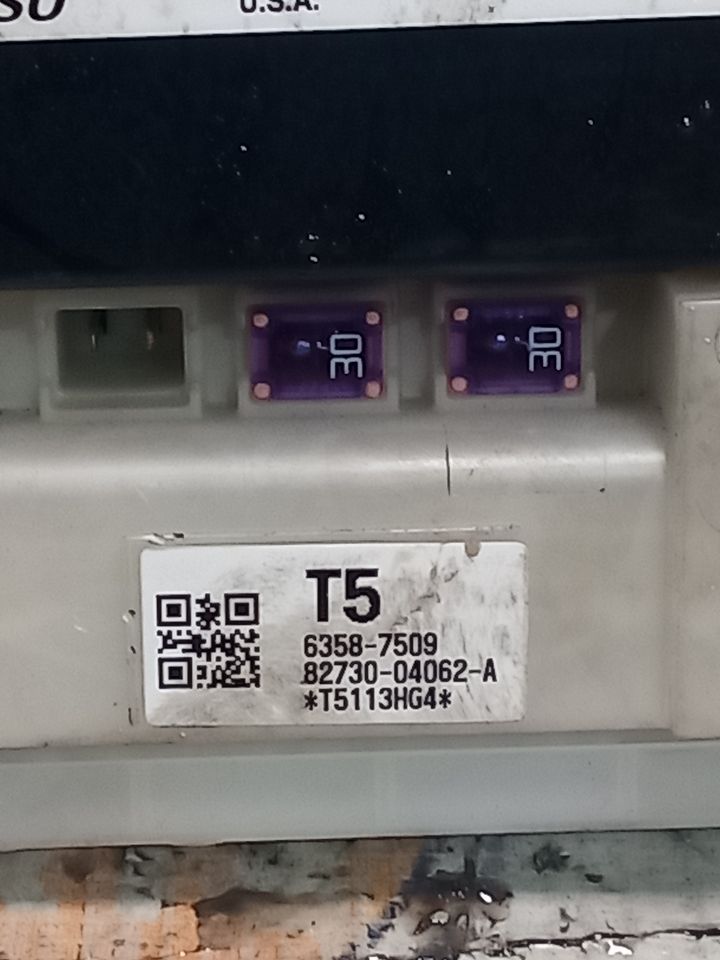 U.S.A.
30
30
T5
6358-7509
82730-04062-A
*T5113HG4*